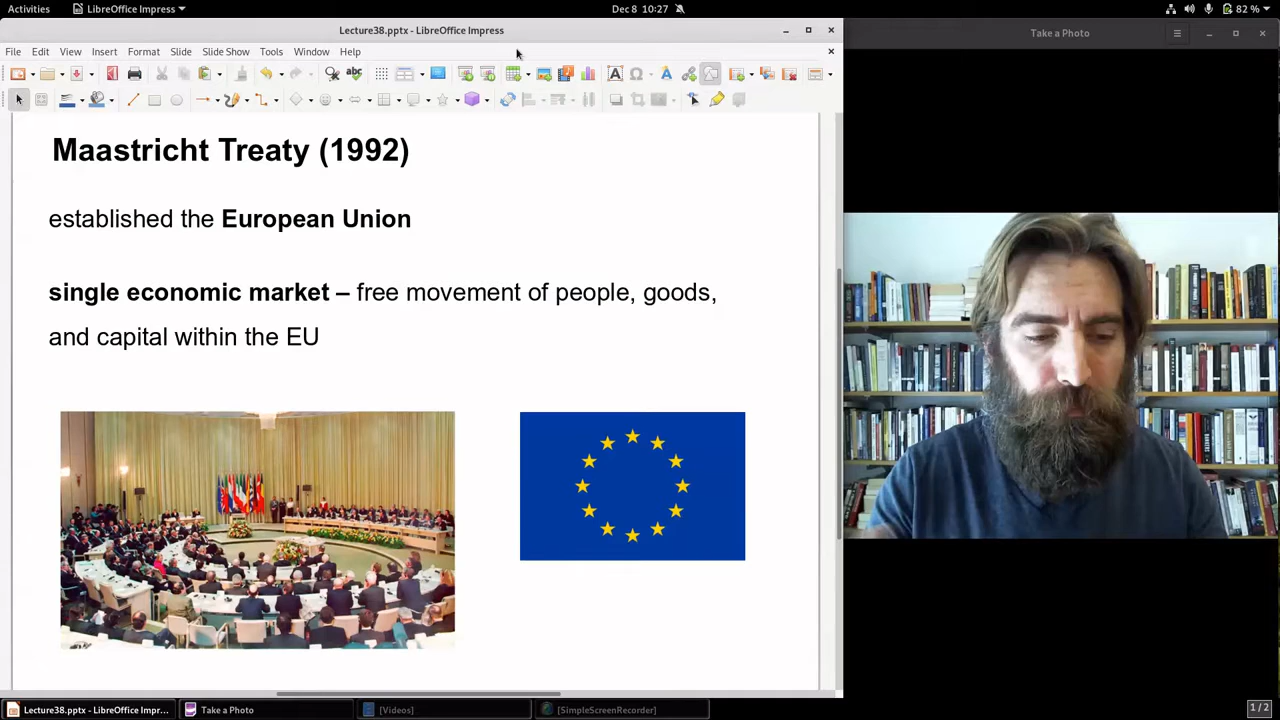 Activities
LibreOffice Impress
Dec 8 10:27
82 %
Lecture38.pptx - LibreOffice Impress
Take a Photo
File Edit View Insert Format Slide Slide Show Tools Window Help
abc
Maastricht Treaty (1992)
established the European Union
single economic market – free movement of people, goods,
and capital within the EU
Lecture38.pptx - LibreOffice Impr...
Take a Photo
[Videos]
[SimpleScreenRecorder]
1 / 2